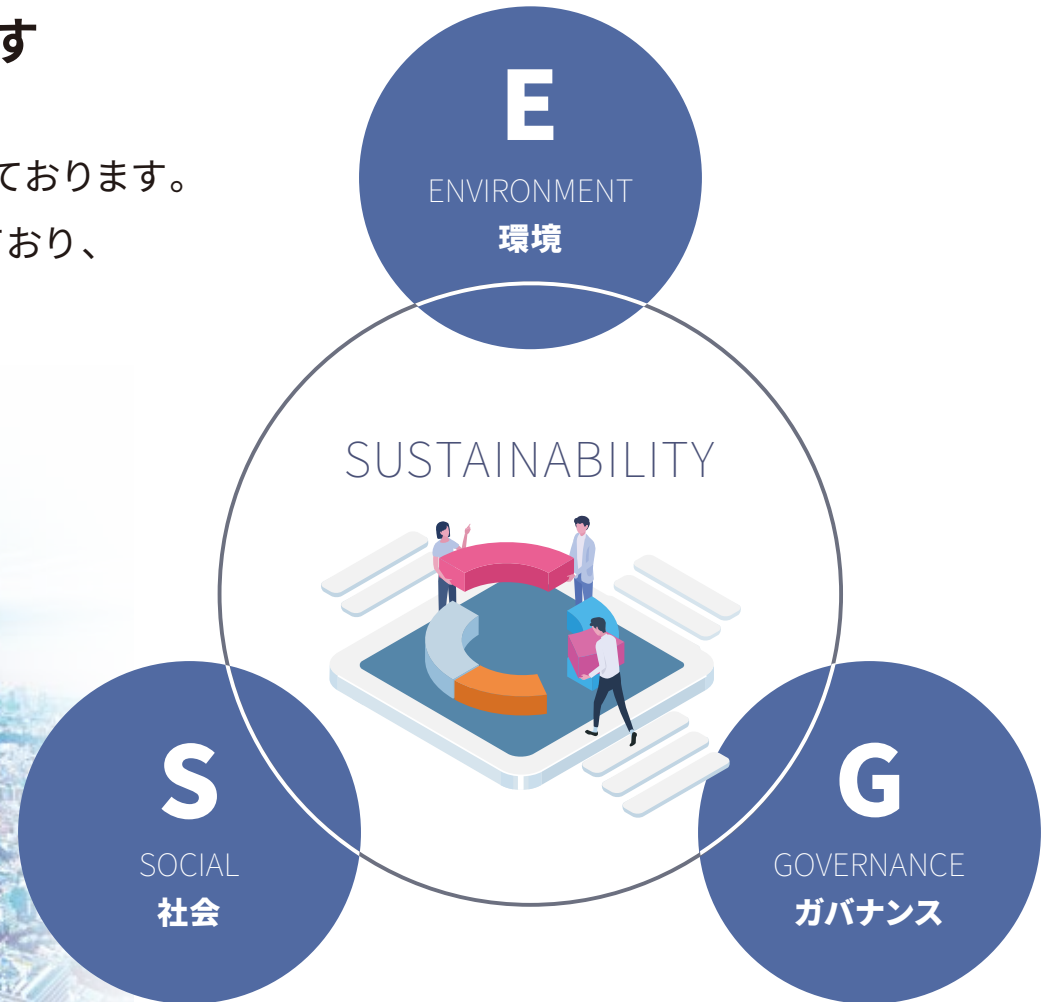 す
ております。
ており、
E
ENVIRONMENT
環境
SUSTAINABILITY
S
SOCIAL
社会
G
GOVERNANCE
ガバナンス